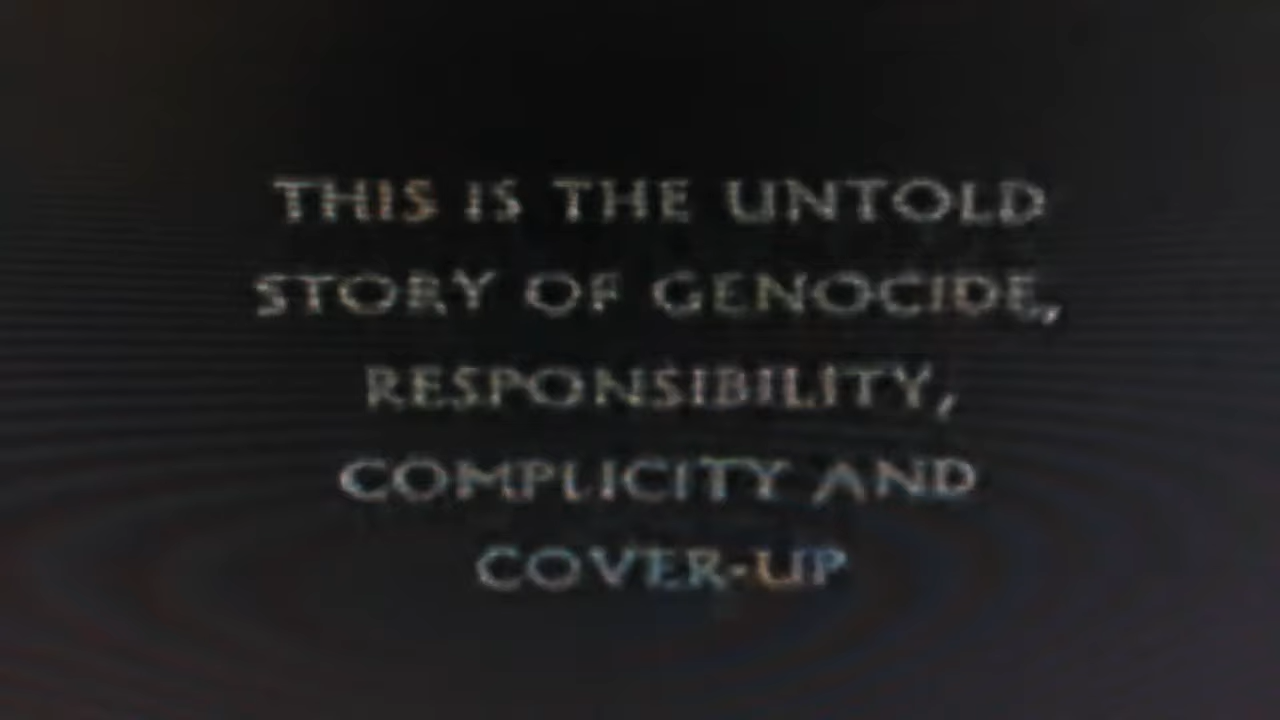 THIS IS THE UNTOLD
STORY OF GENOCIDE,
RESPONSIBILITY,
COMPLICITY AND
COVER-UP